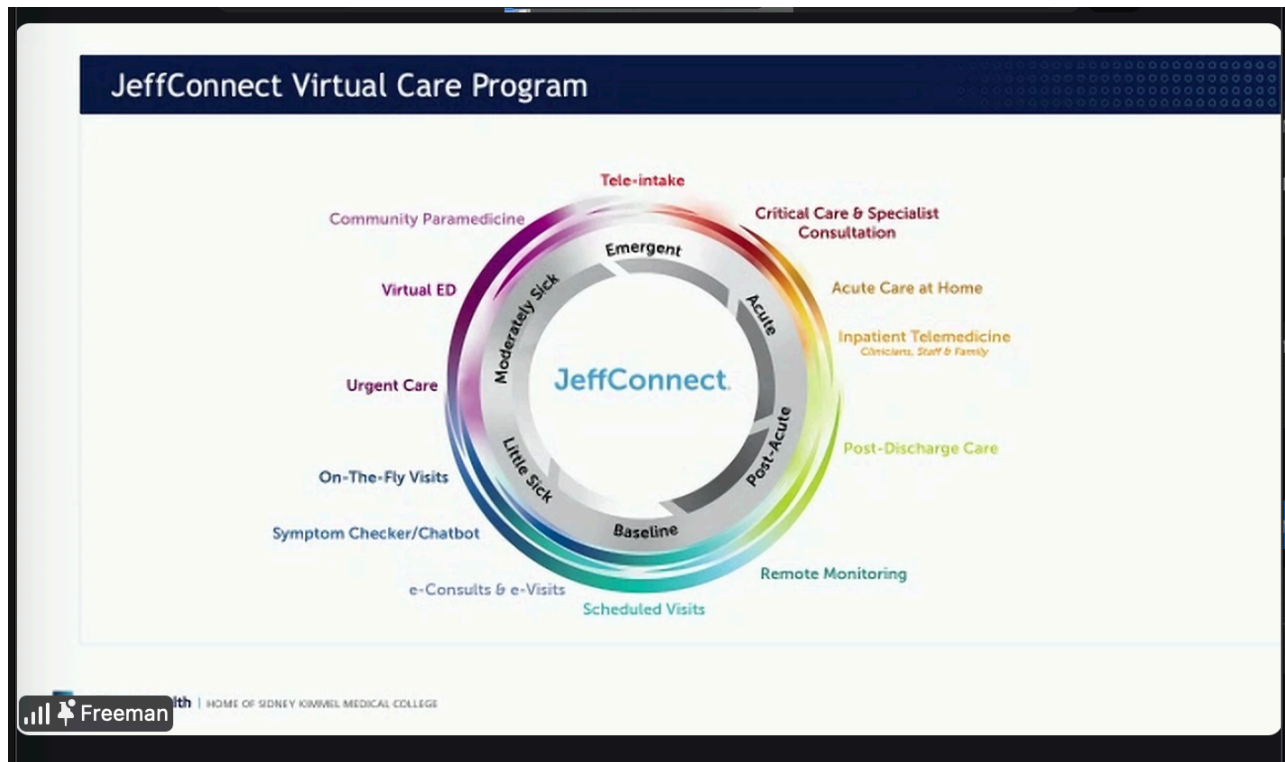 JeffConnect Virtual Care Program
Tele-intake
Critical Care & Specialist
Consultation
Acute Care at Home
Inpatient Telemedicine
Clinicians, Staff & Family
Post-Discharge Care
Remote Monitoring
Scheduled Visits
e-Consults & e-Visits
Symptom Checker/Chatbot
On-The-Fly Visits
Urgent Care
Virtual ED
Community Paramedicine
Emergent
Acute
Post-Acute
Baseline
Little Sick
Moderately Sick
JeffConnect
lth | HOME OF SIDNEY KIMMEL MEDICAL COLLEGE
Freeman